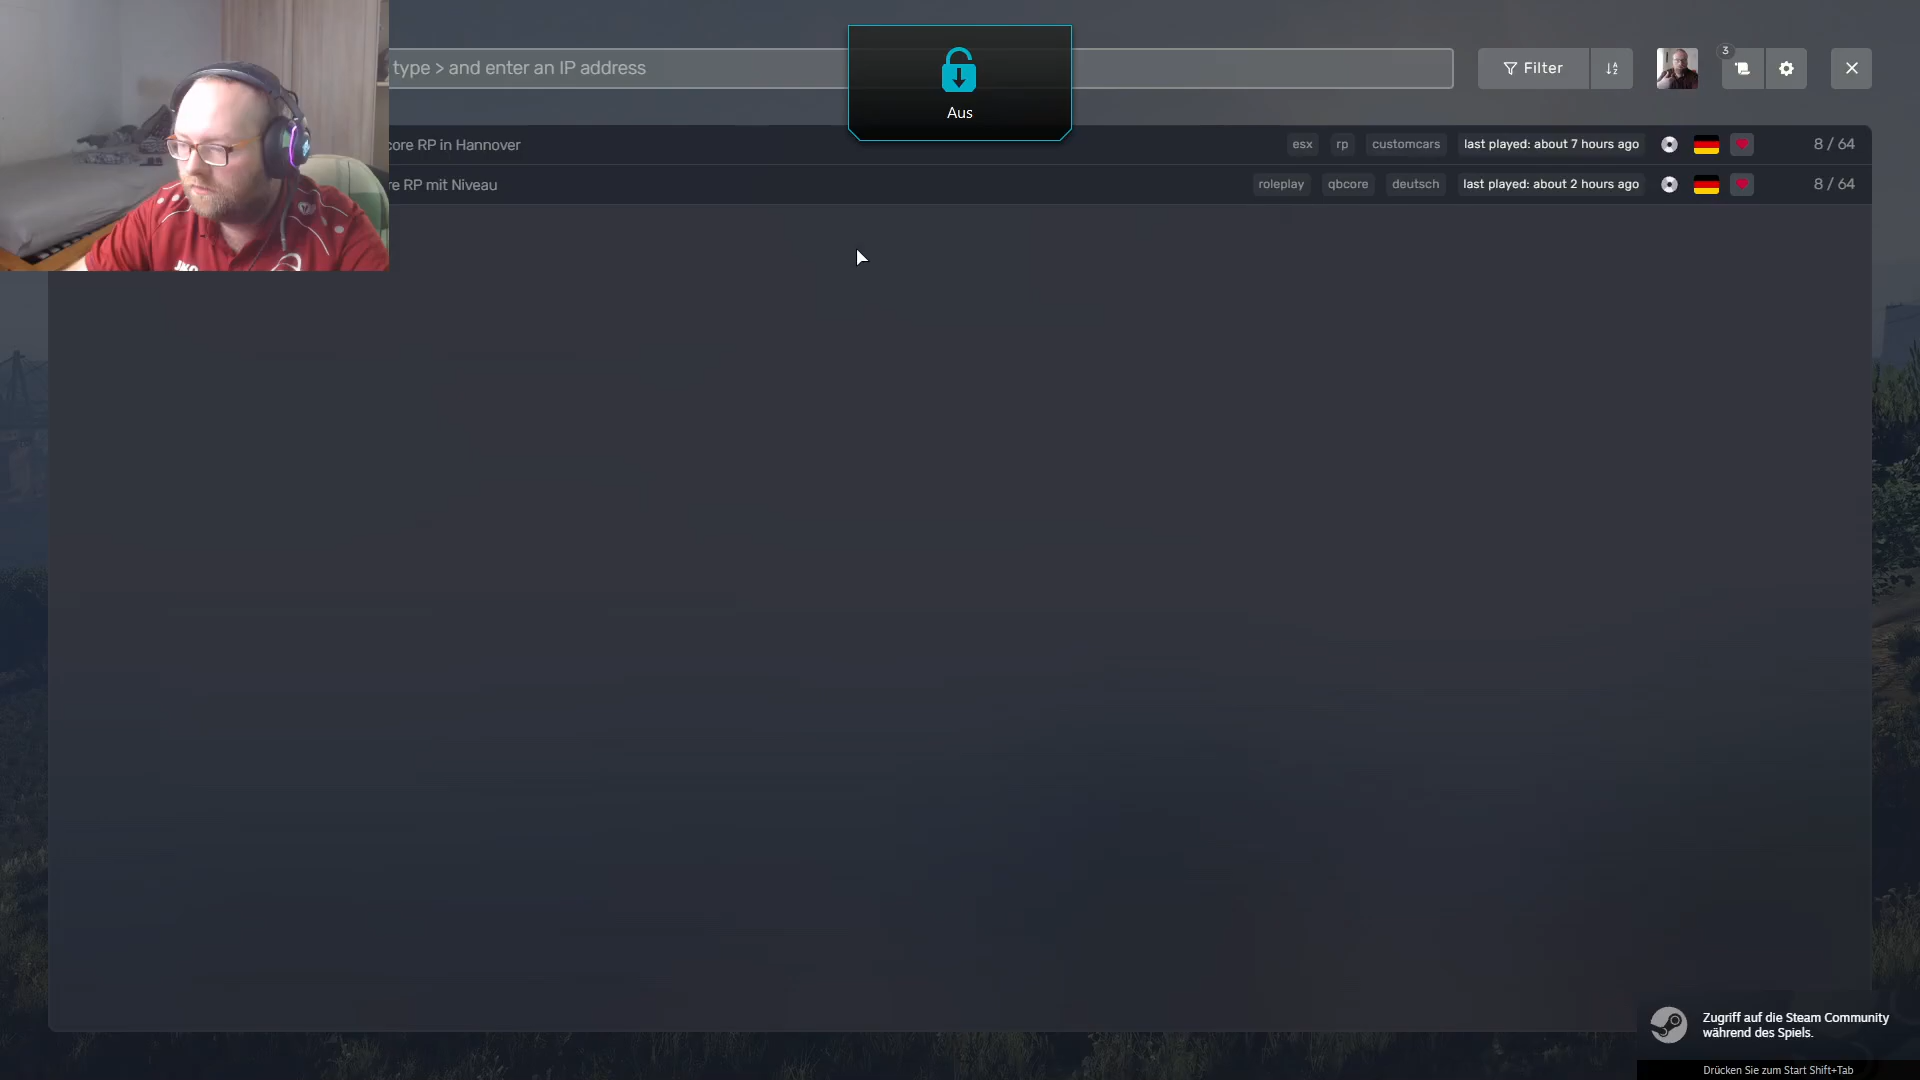 type > and enter an IP address
Aus
Filter
3
core RP in Hannover
esx
rp
customcars
last played: about 7 hours ago
8 / 64
re RP mit Niveau
roleplay
qbcore
deutsch
last played: about 2 hours ago
8 / 64
Zugriff auf die Steam Community
während des Spiels.
Drücken Sie zum Start Shift+Tab